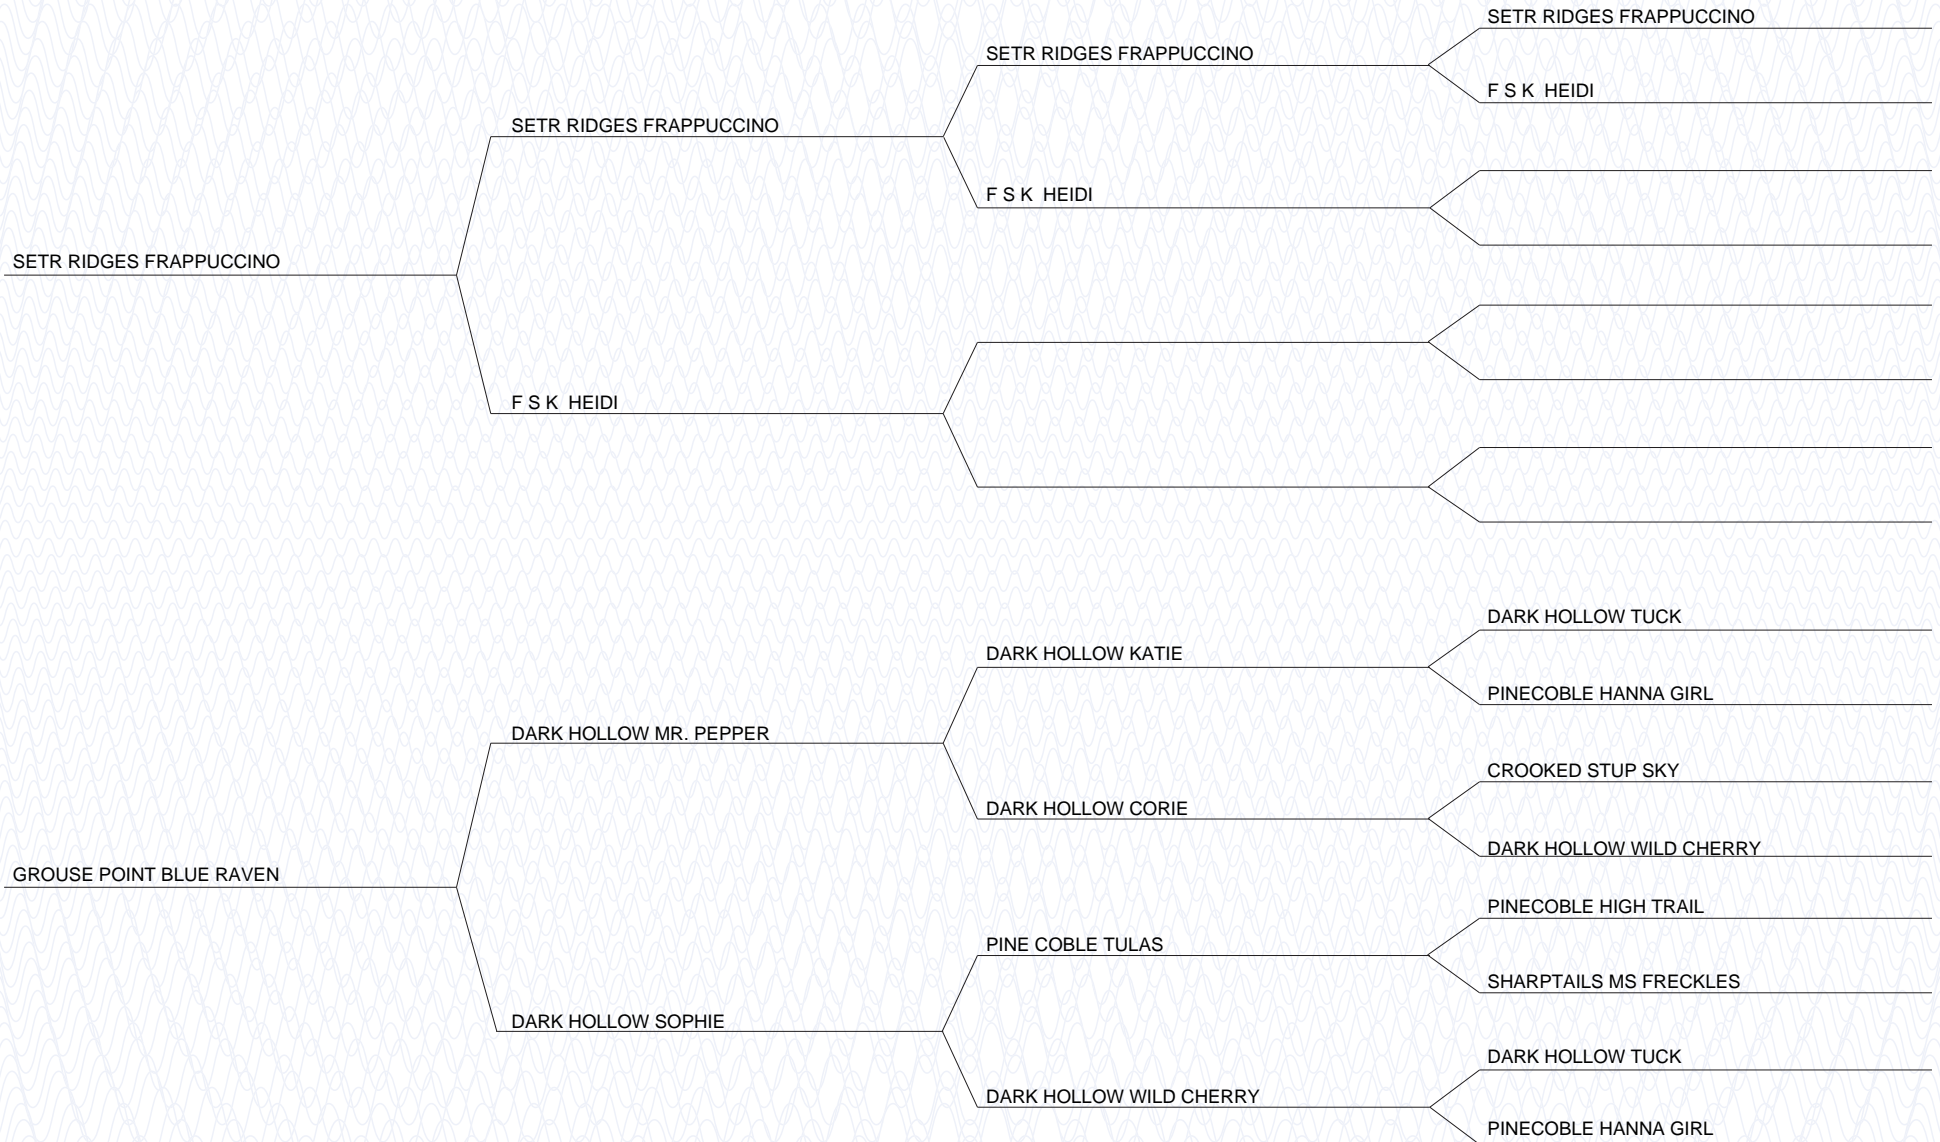 SETR RIDGES FRAPPUCCINO
SETR RIDGES FRAPPUCCINO
F S K  HEIDI
SETR RIDGES FRAPPUCCINO
F S K  HEIDI
SETR RIDGES FRAPPUCCINO
F S K  HEIDI
GROUSE POINT BLUE RAVEN
DARK HOLLOW MR. PEPPER
DARK HOLLOW SOPHIE
DARK HOLLOW KATIE
DARK HOLLOW CORIE
PINE COBLE TULAS
DARK HOLLOW WILD CHERRY
DARK HOLLOW TUCK
PINECOBLE HANNA GIRL
CROOKED STUP SKY
DARK HOLLOW WILD CHERRY
PINECOBLE HIGH TRAIL
SHARPTAILS MS FRECKLES
DARK HOLLOW TUCK
PINECOBLE HANNA GIRL